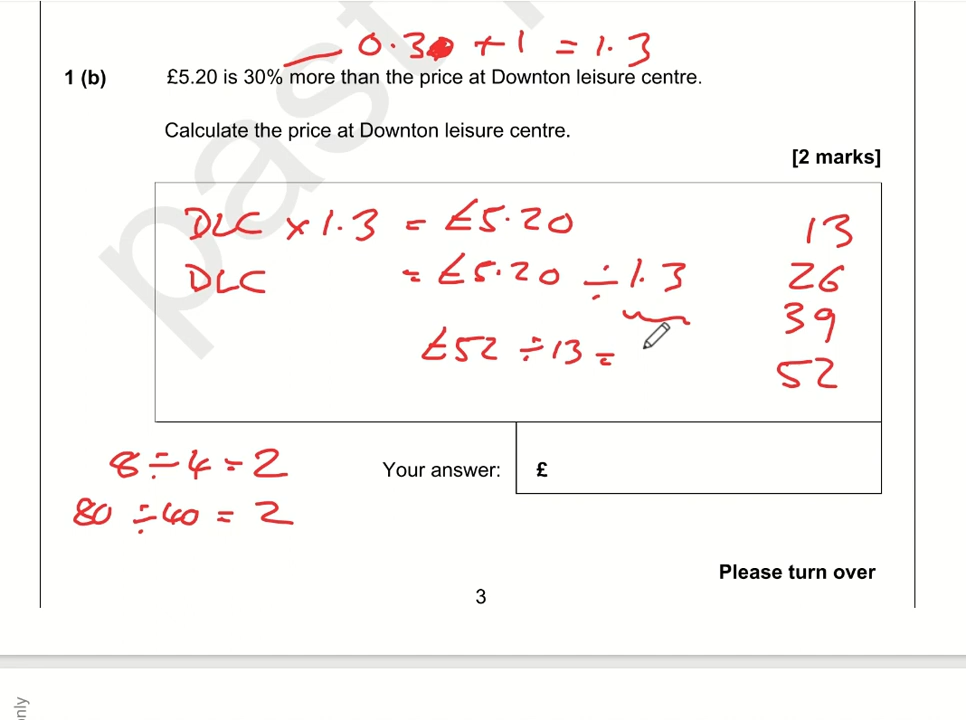 0.30 + 1 = 1.3
1 (b) £5.20 is 30% more than the price at Downton leisure centre.
Calculate the price at Downton leisure centre.
[2 marks]
DLC × 1.3 = £5.20
13
DLC = £5.20 ÷ 1.3
26
39
£52 ÷ 13 =
52
8 ÷ 4 = 2
Your answer: £
80 ÷ 40 = 2
Please turn over
3
only
past